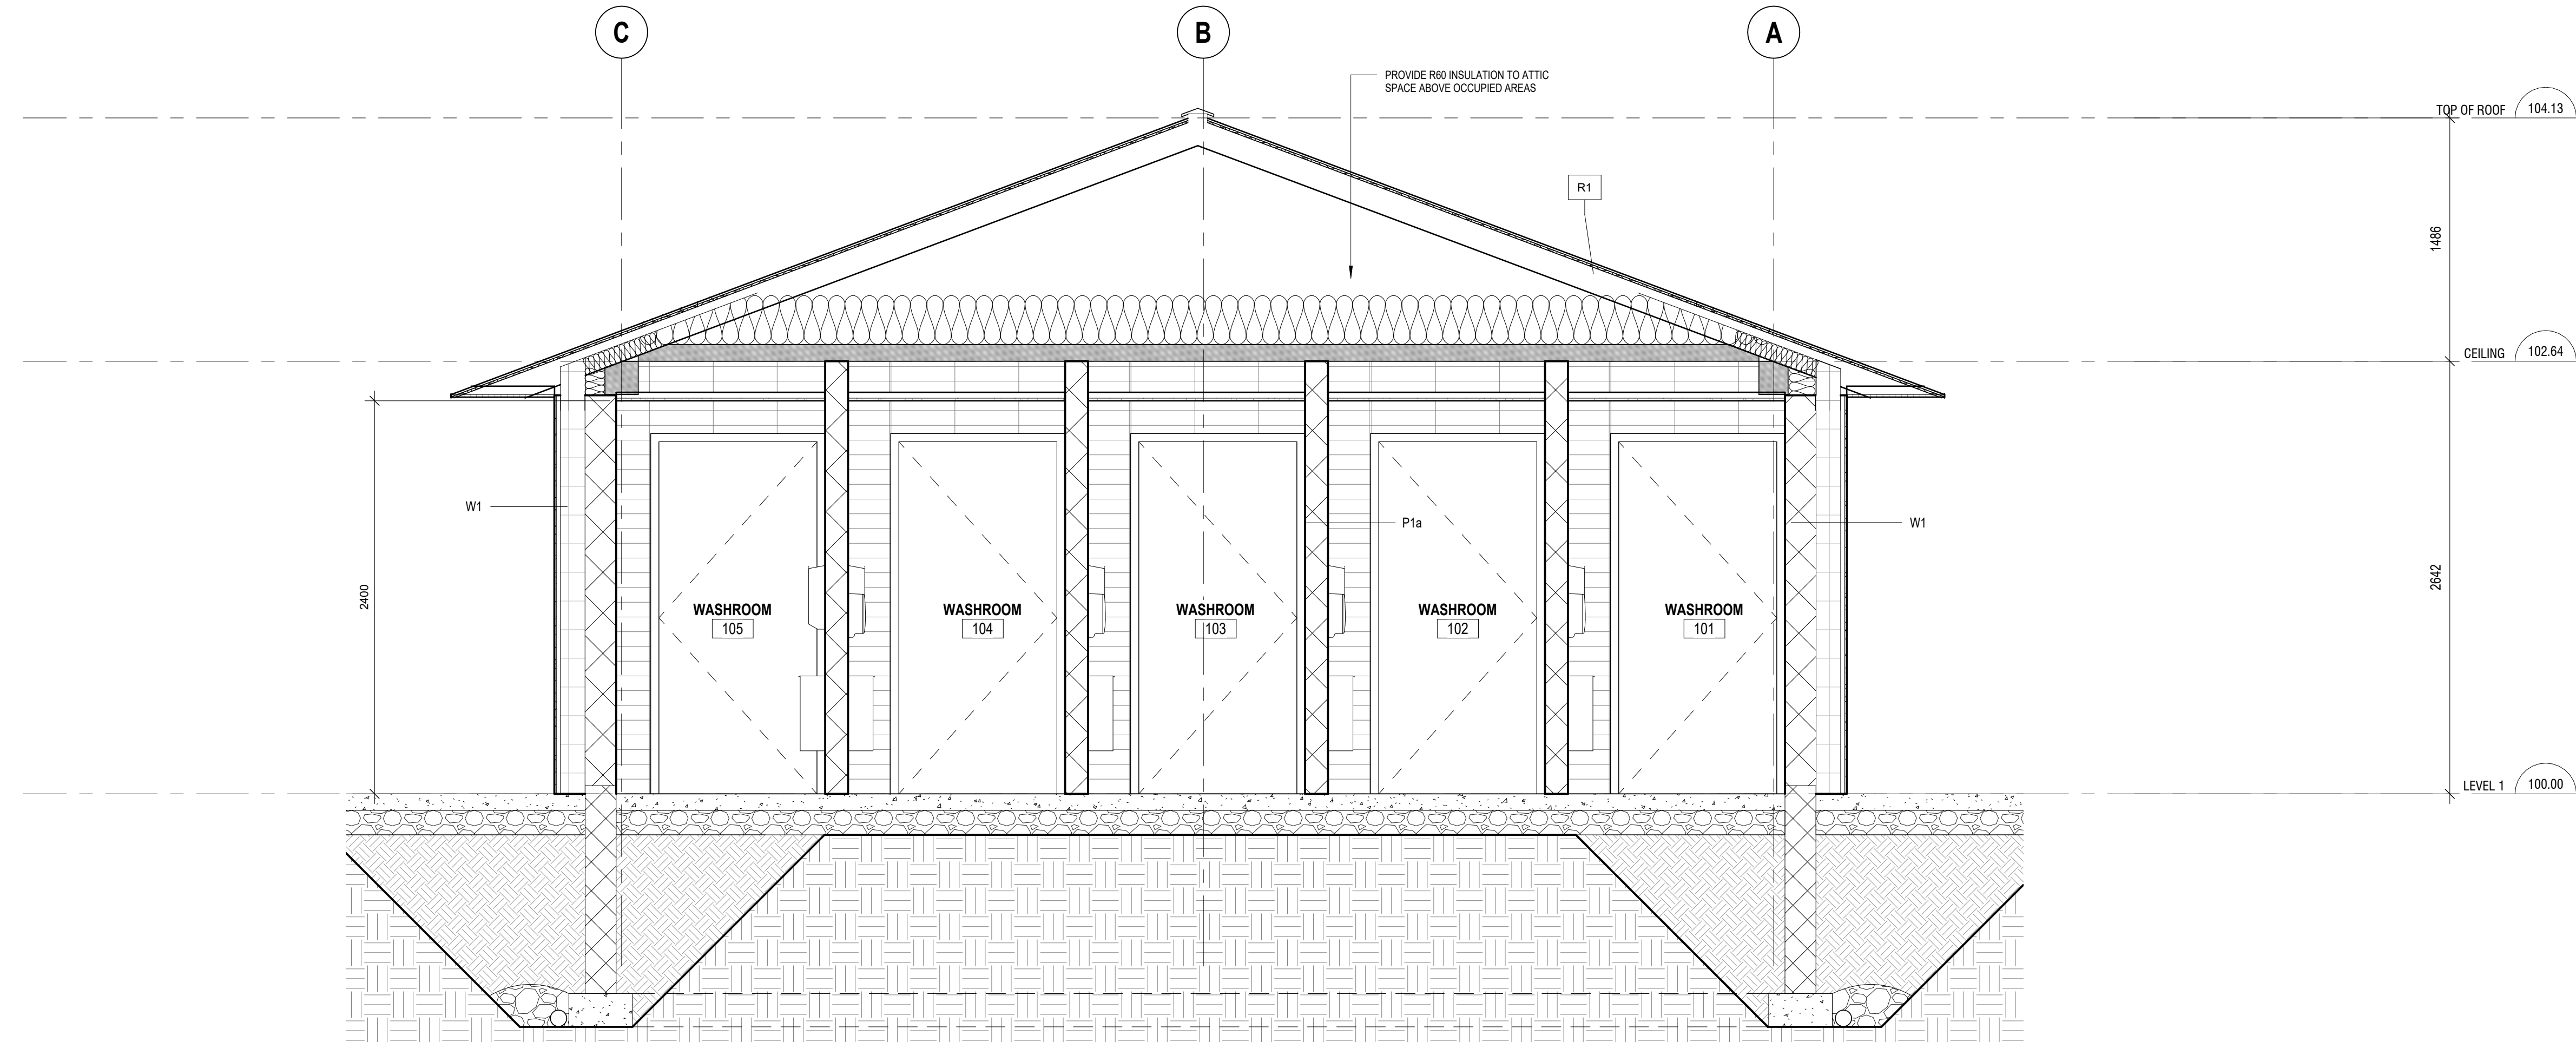 C
B
A
PROVIDE R60 INSULATION TO ATTIC
SPACE ABOVE OCCUPIED AREAS
TOP OF ROOF 104.13
R1
1486
CEILING 102.64
W1
P1a
W1
2400
2642
WASHROOM
105
WASHROOM
104
WASHROOM
103
WASHROOM
102
WASHROOM
101
LEVEL 1 100.00